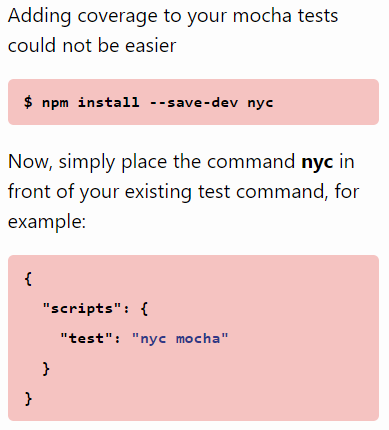 Adding coverage to your mocha tests
could not be easier
$ npm install --save-dev nyc
Now, simply place the command nyc in
front of your existing test command, for
example:
{
"scripts": {
"test": "nyc mocha"
}
}